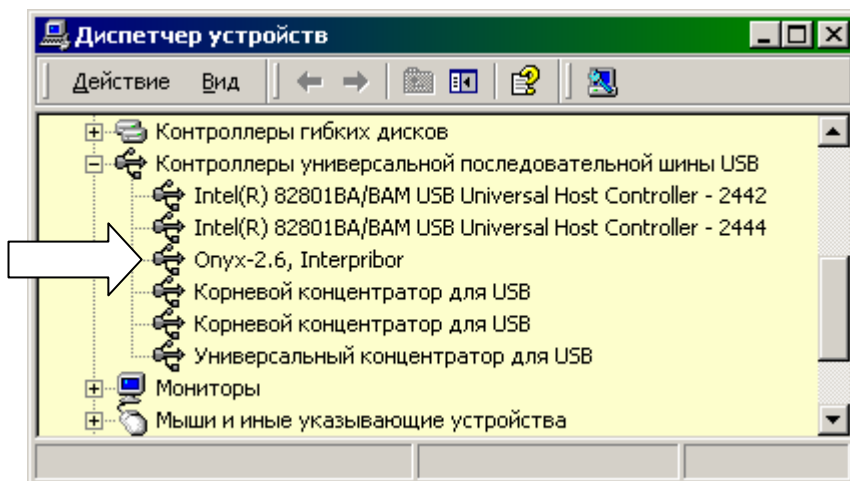 Диспетчер устройств
Действие Вид
Контроллеры гибких дисков
Контроллеры универсальной последовательной шины USB
Intel(R) 82801BA/BAM USB Universal Host Controller - 2442
Intel(R) 82801BA/BAM USB Universal Host Controller - 2444
Onyx-2.6, Interpribor
Корневой концентратор для USB
Корневой концентратор для USB
Универсальный концентратор для USB
Мониторы
Мыши и иные указывающие устройства